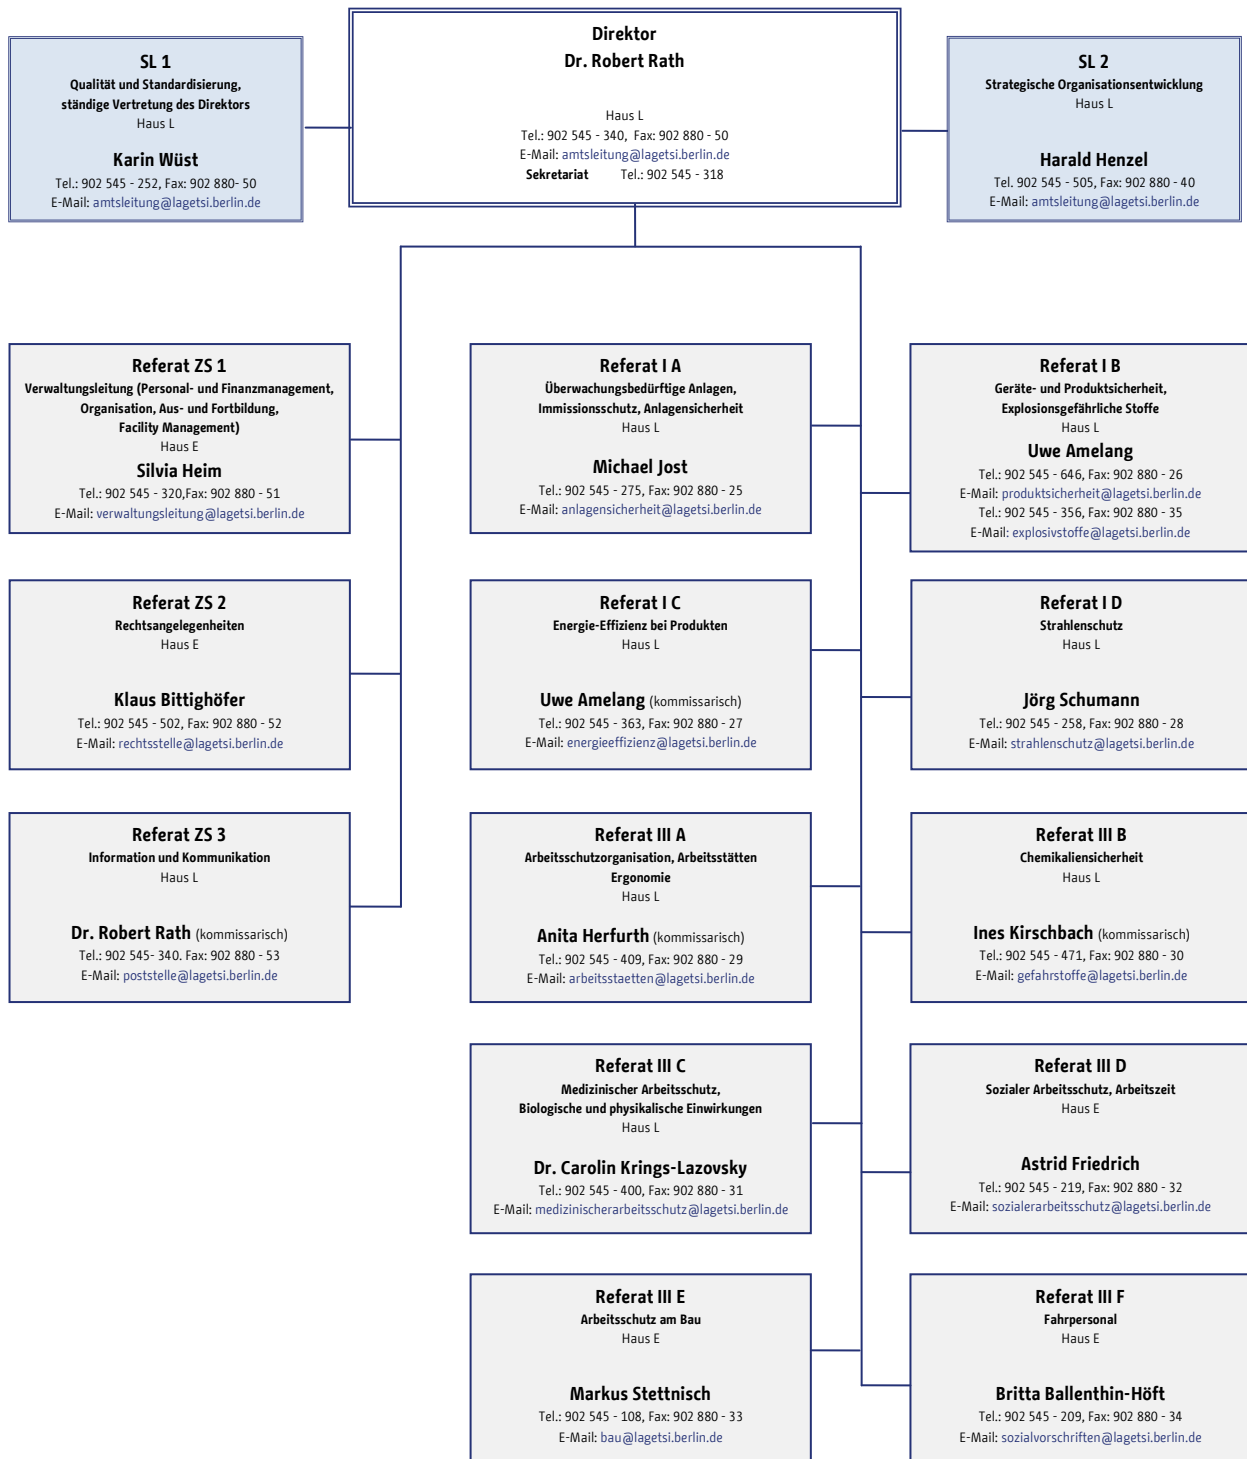 Direktor
Dr. Robert Rath
Haus L
Tel.: 902 545 - 340, Fax: 902 880 - 50
E-Mail: amtsleitung@lagetsi.berlin.de
Sekretariat Tel.: 902 545 - 318
SL 1
Qualität und Standardisierung,
ständige Vertretung des Direktors
Haus L
Karin Wüst
Tel.: 902 545 - 252, Fax: 902 880- 50
E-Mail: amtsleitung@lagetsi.berlin.de
SL 2
Strategische Organisationsentwicklung
Haus L
Harald Henzel
Tel. 902 545 - 505, Fax: 902 880 - 40
E-Mail: amtsleitung@lagetsi.berlin.de
Referat ZS 1
Verwaltungsleitung (Personal- und Finanzmanagement,
Organisation, Aus- und Fortbildung,
Facility Management)
Haus E
Silvia Heim
Tel.: 902 545 - 320,Fax: 902 880 - 51
E-Mail: verwaltungsleitung@lagetsi.berlin.de
Referat I A
Überwachungsbedürftige Anlagen,
Immissionsschutz, Anlagensicherheit
Haus L
Michael Jost
Tel.: 902 545 - 275, Fax: 902 880 - 25
E-Mail: anlagensicherheit@lagetsi.berlin.de
Referat I B
Geräte- und Produktsicherheit,
Explosionsgefährliche Stoffe
Haus L
Uwe Amelang
Tel.: 902 545 - 646, Fax: 902 880 - 26
E-Mail: produktsicherheit@lagetsi.berlin.de
Tel.: 902 545 - 356, Fax: 902 880 - 35
E-Mail: explosivstoffe@lagetsi.berlin.de
Referat ZS 2
Rechtsangelegenheiten
Haus E
Klaus Bittighöfer
Tel.: 902 545 - 502, Fax: 902 880 - 52
E-Mail: rechtsstelle@lagetsi.berlin.de
Referat I C
Energie-Effizienz bei Produkten
Haus L
Uwe Amelang (kommissarisch)
Tel.: 902 545 - 363, Fax: 902 880 - 27
E-Mail: energieeffizienz@lagetsi.berlin.de
Referat I D
Strahlenschutz
Haus L
Jörg Schumann
Tel.: 902 545 - 258, Fax: 902 880 - 28
E-Mail: strahlenschutz@lagetsi.berlin.de
Referat ZS 3
Information und Kommunikation
Haus L
Dr. Robert Rath (kommissarisch)
Tel.: 902 545- 340. Fax: 902 880 - 53
E-Mail: poststelle@lagetsi.berlin.de
Referat III A
Arbeitsschutzorganisation, Arbeitsstätten
Ergonomie
Haus L
Anita Herfurth (kommissarisch)
Tel.: 902 545 - 409, Fax: 902 880 - 29
E-Mail: arbeitsstaetten@lagetsi.berlin.de
Referat III B
Chemikaliensicherheit
Haus L
Ines Kirschbach (kommissarisch)
Tel.: 902 545 - 471, Fax: 902 880 - 30
E-Mail: gefahrstoffe@lagetsi.berlin.de
Referat III C
Medizinischer Arbeitsschutz,
Biologische und physikalische Einwirkungen
Haus L
Dr. Carolin Krings-Lazovsky
Tel.: 902 545 - 400, Fax: 902 880 - 31
E-Mail: medizinischerarbeitsschutz@lagetsi.berlin.de
Referat III D
Sozialer Arbeitsschutz, Arbeitszeit
Haus E
Astrid Friedrich
Tel.: 902 545 - 219, Fax: 902 880 - 32
E-Mail: sozialerarbeitsschutz@lagetsi.berlin.de
Referat III E
Arbeitsschutz am Bau
Haus E
Markus Stettnisch
Tel.: 902 545 - 108, Fax: 902 880 - 33
E-Mail: bau@lagetsi.berlin.de
Referat III F
Fahrpersonal
Haus E
Britta Ballenthin-Höft
Tel.: 902 545 - 209, Fax: 902 880 - 34
E-Mail: sozialvorschriften@lagetsi.berlin.de